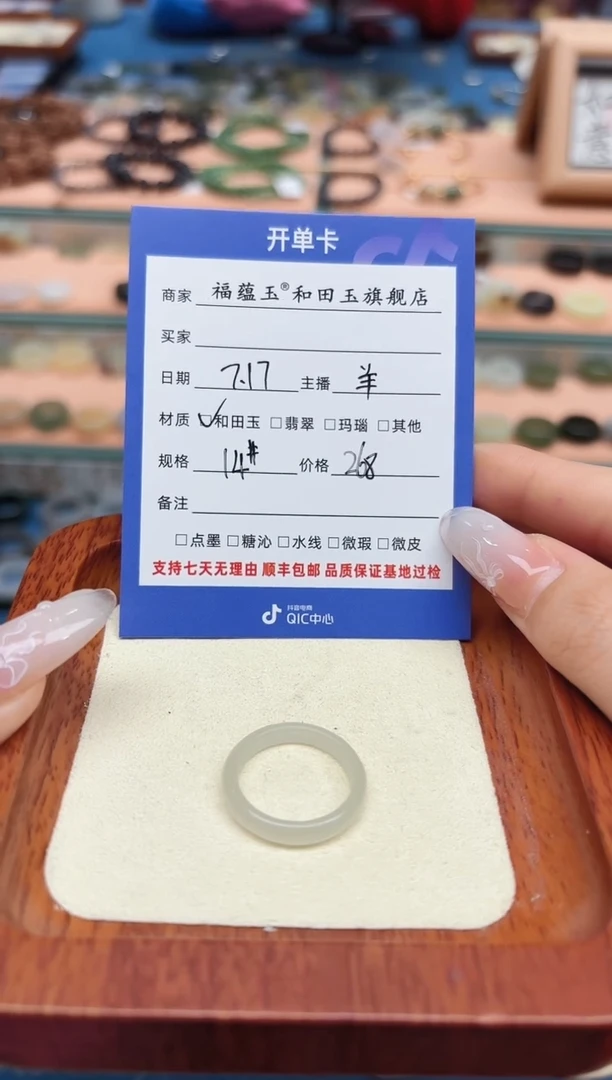 开单卡
商家 福蕴玉®和田玉旗舰店
买家
日期 7.17 主播 羊
材质 ✓和田玉 □翡翠 □玛瑙 □其他
规格 14# 价格 268
备注
□点墨 □糖沁 □水线 □微瑕 □微皮
支持七天无理由 顺丰包邮 品质保证基地过检
抖音电商
QIC中心